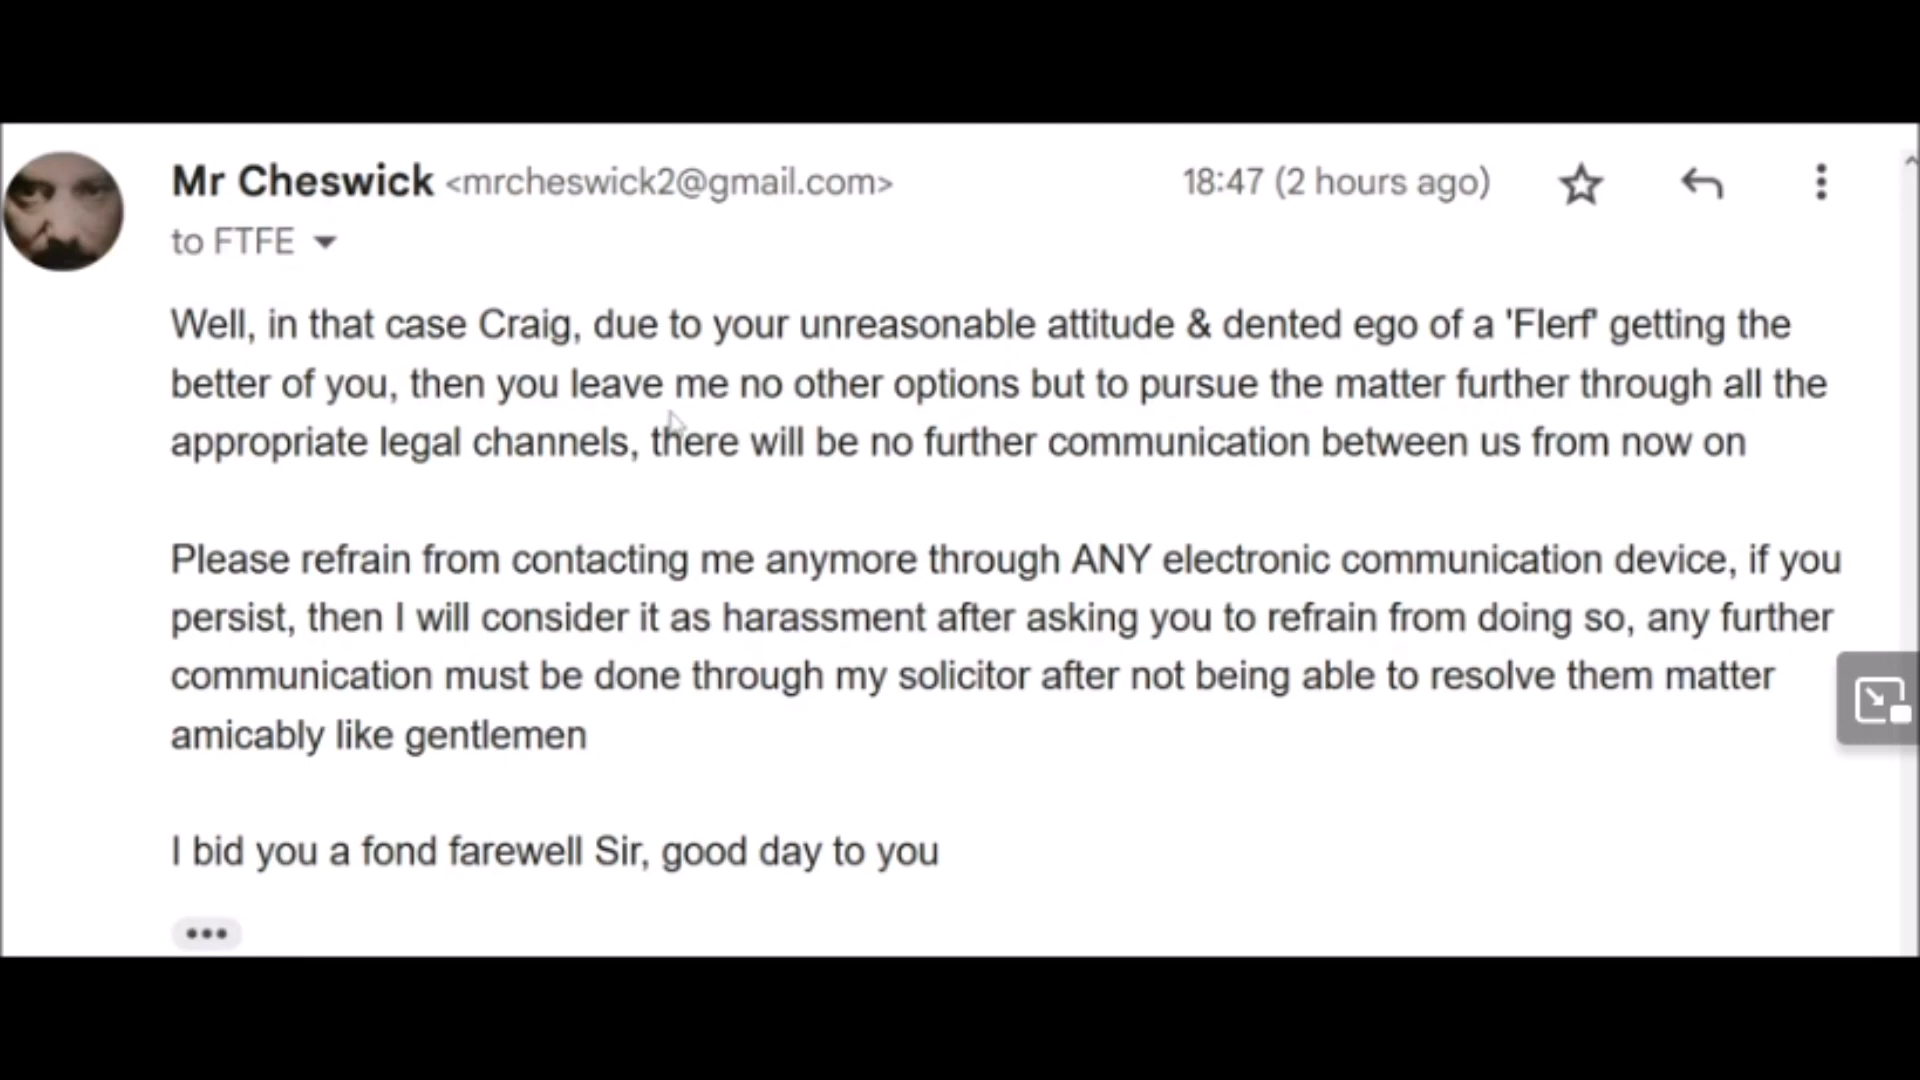 Mr Cheswick <mrcheswick2@gmail.com> 18:47 (2 hours ago)
to FTFE
Well, in that case Craig, due to your unreasonable attitude & dented ego of a 'Flerf' getting the
better of you, then you leave me no other options but to pursue the matter further through all the
appropriate legal channels, there will be no further communication between us from now on
Please refrain from contacting me anymore through ANY electronic communication device, if you
persist, then I will consider it as harassment after asking you to refrain from doing so, any further
communication must be done through my solicitor after not being able to resolve them matter
amicably like gentlemen
I bid you a fond farewell Sir, good day to you